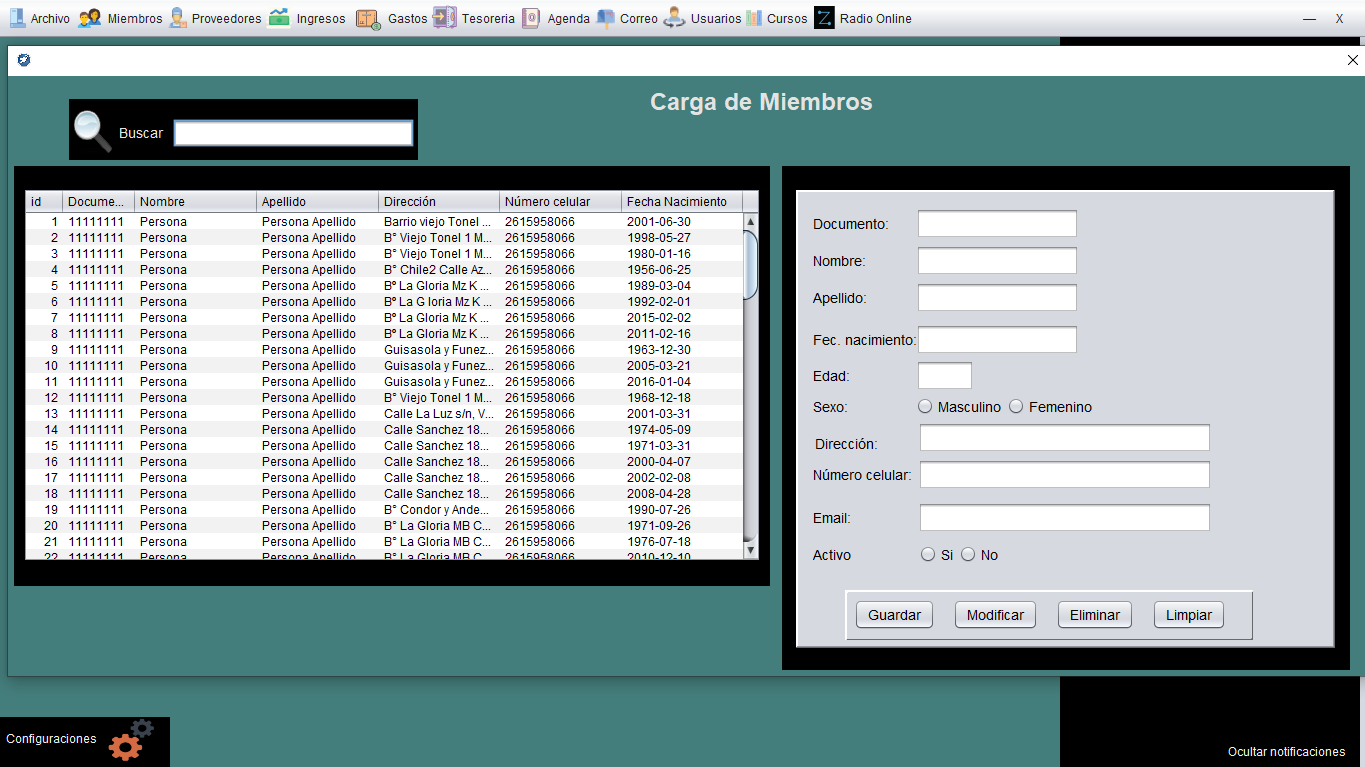 Archivo Miembros Proveedores Ingresos Gastos Tesoreria Agenda Correo Usuarios Cursos Radio Online — X
Carga de Miembros
Buscar
id Docume... Nombre Apellido Dirección Número celular Fecha Nacimiento
1 11111111 Persona Persona Apellido Barrio viejo Tonel ... 2615958066 2001-06-30
2 11111111 Persona Persona Apellido B° Viejo Tonel 1 M... 2615958066 1998-05-27
3 11111111 Persona Persona Apellido B° Viejo Tonel 1 M... 2615958066 1980-01-16
4 11111111 Persona Persona Apellido B° Chile2 Calle Az... 2615958066 1956-06-25
5 11111111 Persona Persona Apellido Bº La Gloria Mz K ... 2615958066 1989-03-04
6 11111111 Persona Persona Apellido B° La G loria Mz K ... 2615958066 1992-02-01
7 11111111 Persona Persona Apellido Bº La Gloria Mz K ... 2615958066 2015-02-02
8 11111111 Persona Persona Apellido Bº La Gloria Mz K ... 2615958066 2011-02-16
9 11111111 Persona Persona Apellido Guisasola y Funez... 2615958066 1963-12-30
10 11111111 Persona Persona Apellido Guisasola y Funez... 2615958066 2005-03-21
11 11111111 Persona Persona Apellido Guisasola y Funez... 2615958066 2016-01-04
12 11111111 Persona Persona Apellido B° Viejo Tonel 1 M... 2615958066 1968-12-18
13 11111111 Persona Persona Apellido Calle La Luz s/n, V... 2615958066 2001-03-31
14 11111111 Persona Persona Apellido Calle Sanchez 18... 2615958066 1974-05-09
15 11111111 Persona Persona Apellido Calle Sanchez 18... 2615958066 1971-03-31
16 11111111 Persona Persona Apellido Calle Sanchez 18... 2615958066 2000-04-07
17 11111111 Persona Persona Apellido Calle Sanchez 18... 2615958066 2002-02-08
18 11111111 Persona Persona Apellido Calle Sanchez 18... 2615958066 2008-04-28
19 11111111 Persona Persona Apellido B° Condor y Ande... 2615958066 1990-07-26
20 11111111 Persona Persona Apellido B° La Gloria MB C... 2615958066 1971-09-26
21 11111111 Persona Persona Apellido B° La Gloria MB C... 2615958066 1976-07-18
22 11111111 Persona Persona Apellido B° La Gloria MB C... 2615958066 2010-12-10
Documento:
Nombre:
Apellido:
Fec. nacimiento:
Edad:
Sexo: Masculino Femenino
Dirección:
Número celular:
Email:
Activo Si No
Guardar Modificar Eliminar Limpiar
Configuraciones
Ocultar notificaciones